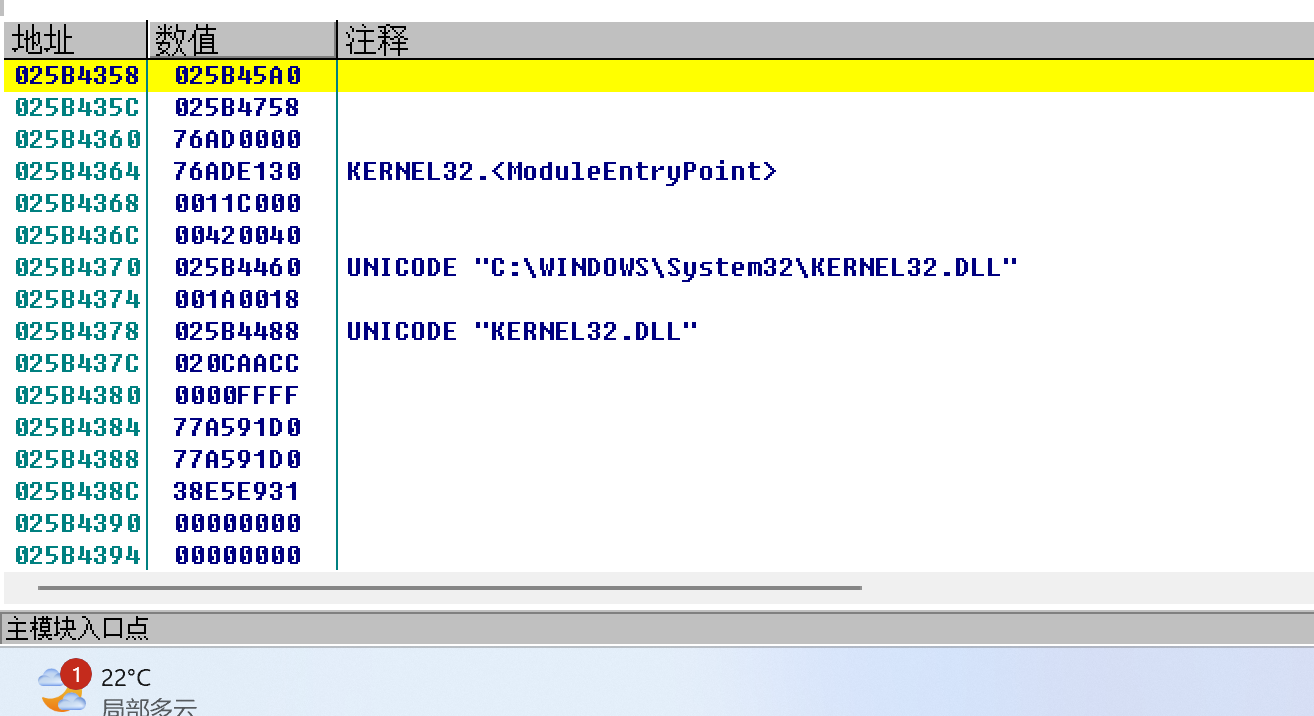 地址 数值 注释
025B4358 025B45A0
025B435C 025B4758
025B4360 76AD0000
025B4364 76ADE130 KERNEL32.<ModuleEntryPoint>
025B4368 0011C000
025B436C 00420040
025B4370 025B4460 UNICODE "C:\WINDOWS\System32\KERNEL32.DLL"
025B4374 001A0018
025B4378 025B4488 UNICODE "KERNEL32.DLL"
025B437C 020CAACC
025B4380 0000FFFF
025B4384 77A591D0
025B4388 77A591D0
025B438C 38E5E931
025B4390 00000000
025B4394 00000000
主模块入口点
1 22°C
局部多云